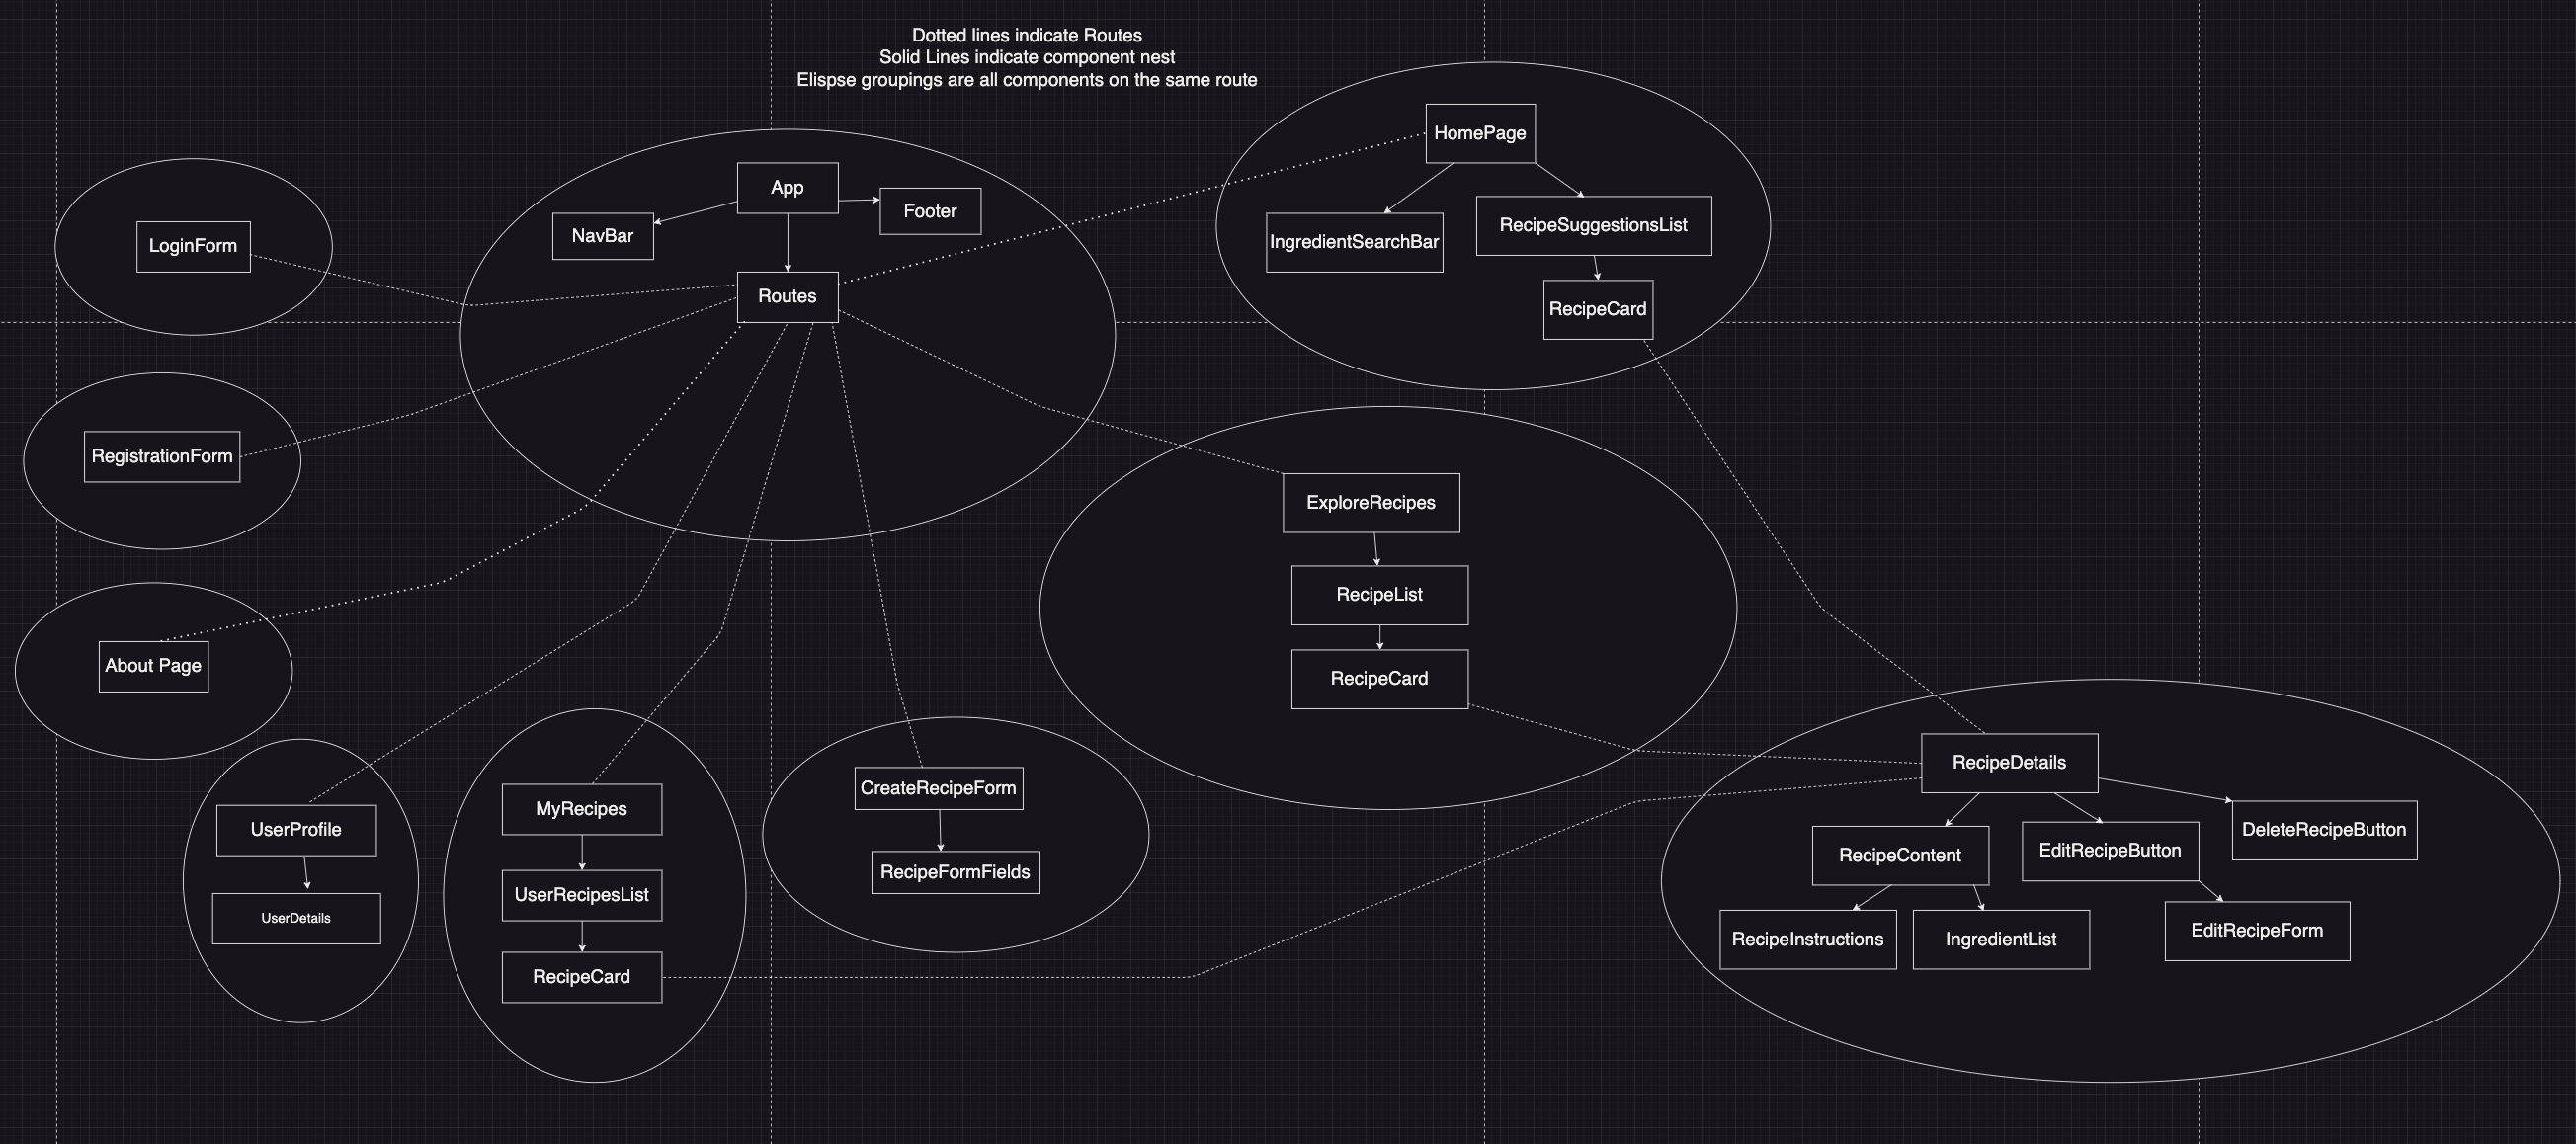 Dotted lines indicate Routes
Solid Lines indicate component nest
Elispse groupings are all components on the same route
HomePage
IngredientSearchBar
RecipeSuggestionsList
RecipeCard
App
NavBar
Footer
Routes
LoginForm
RegistrationForm
About Page
ExploreRecipes
RecipeList
RecipeCard
UserProfile
UserDetails
MyRecipes
UserRecipesList
RecipeCard
CreateRecipeForm
RecipeFormFields
RecipeDetails
RecipeContent
EditRecipeButton
DeleteRecipeButton
RecipeInstructions
IngredientList
EditRecipeForm